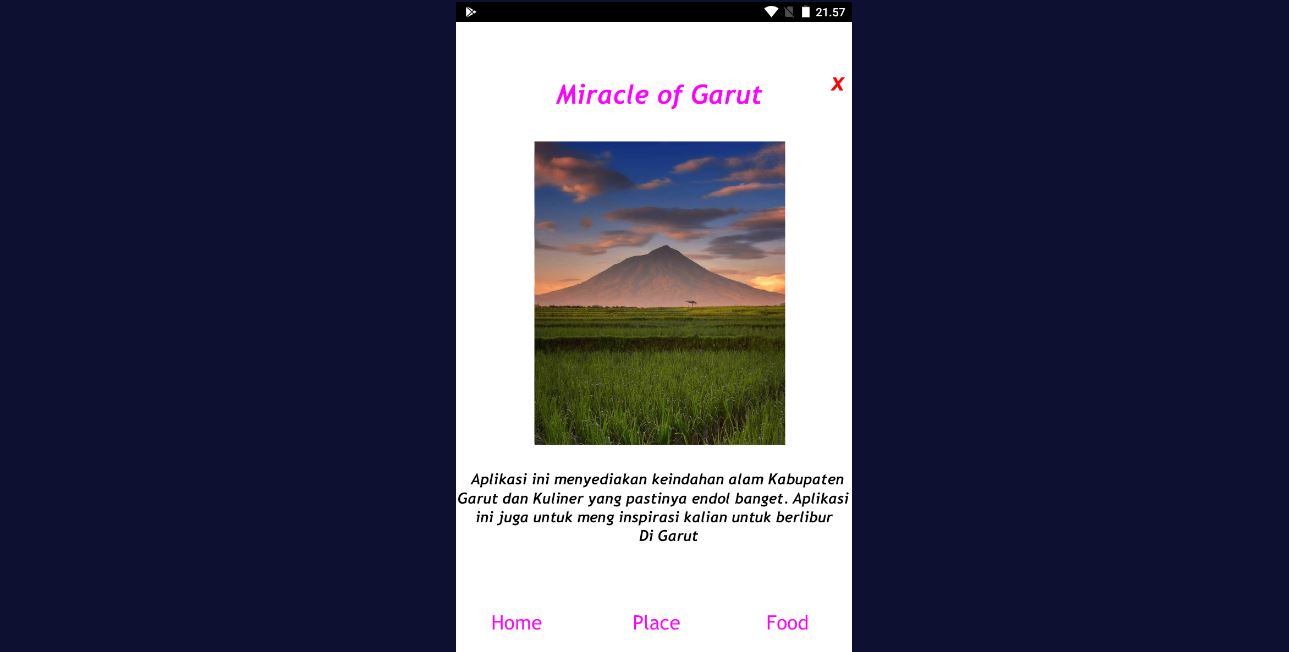 21.57
Miracle of Garut
X
Aplikasi ini menyediakan keindahan alam Kabupaten
Garut dan Kuliner yang pastinya endol banget. Aplikasi
ini juga untuk meng inspirasi kalian untuk berlibur
Di Garut
Home Place Food